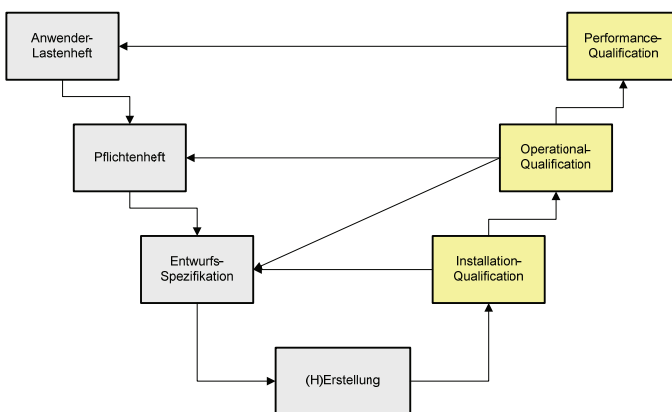 Anwender-
Lastenheft
Performance-
Qualification
Pflichtenheft
Operational-
Qualification
Entwurfs-
Spezifikation
Installation-
Qualification
(H)Erstellung